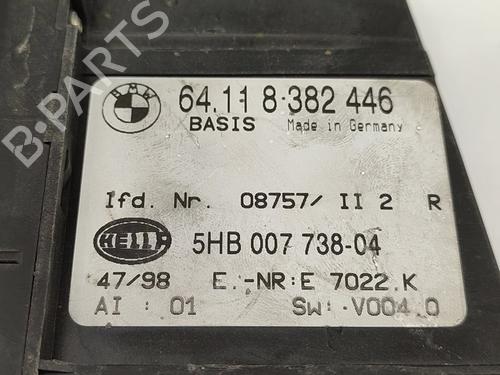 BMW
64.11 8 382 446
BASIS Made in Germany
lfd. Nr. 08757/ II 2 R
HELLA
5HB 007 738-04
47/98 E.-NR:E 7022.K
AI : 01 SW: V004.0
B-PARTS